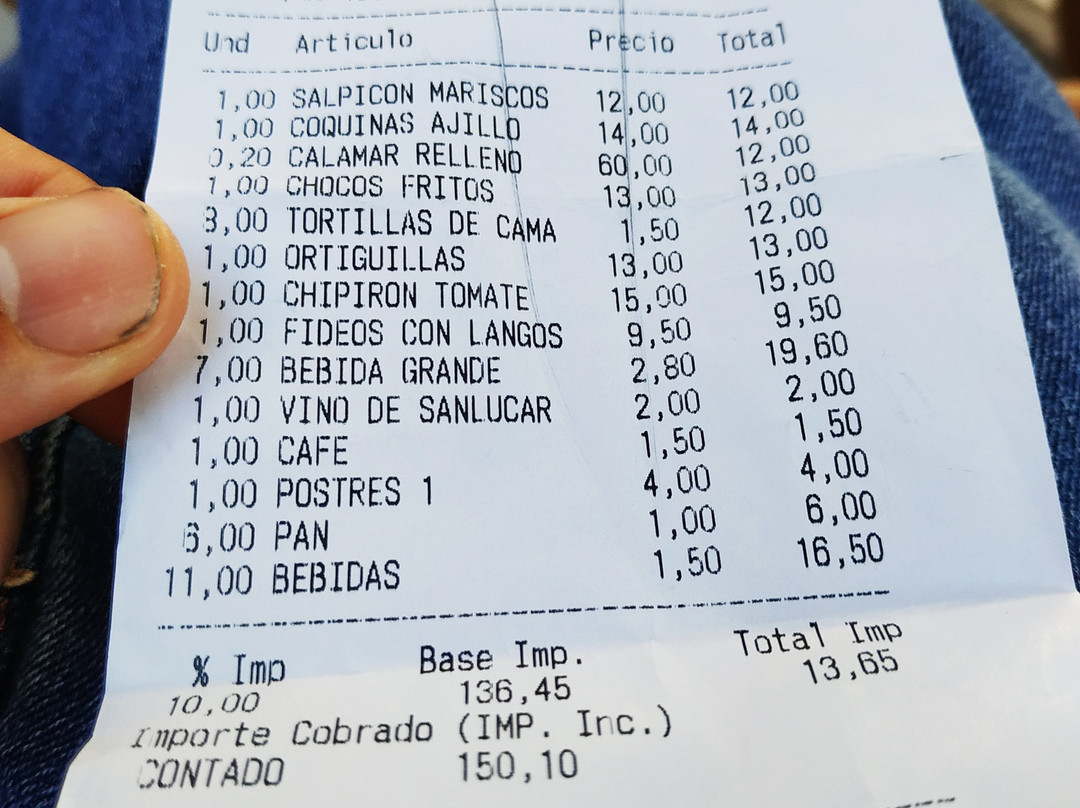 Und Articulo Precio Total
1,00 SALPICON MARISCOS 12,00 12,00
1,00 COQUINAS AJILLO 14,00 14,00
0,20 CALAMAR RELLENO 60,00 12,00
1,00 CHOCOS FRITOS 13,00 13,00
8,00 TORTILLAS DE CAMA 1,50 12,00
1,00 ORTIGUILLAS 13,00 13,00
1,00 CHIPIRON TOMATE 15,00 15,00
1,00 FIDEOS CON LANGOS 9,50 9,50
7,00 BEBIDA GRANDE 2,80 19,60
1,00 VINO DE SANLUCAR 2,00 2,00
1,00 CAFE 1,50 1,50
1,00 POSTRES 1 4,00 4,00
6,00 PAN 1,00 6,00
11,00 BEBIDAS 1,50 16,50
% Imp Base Imp. Total Imp
10,00 136,45 13,65
Importe Cobrado (IMP. Inc.)
CONTADO 150,10